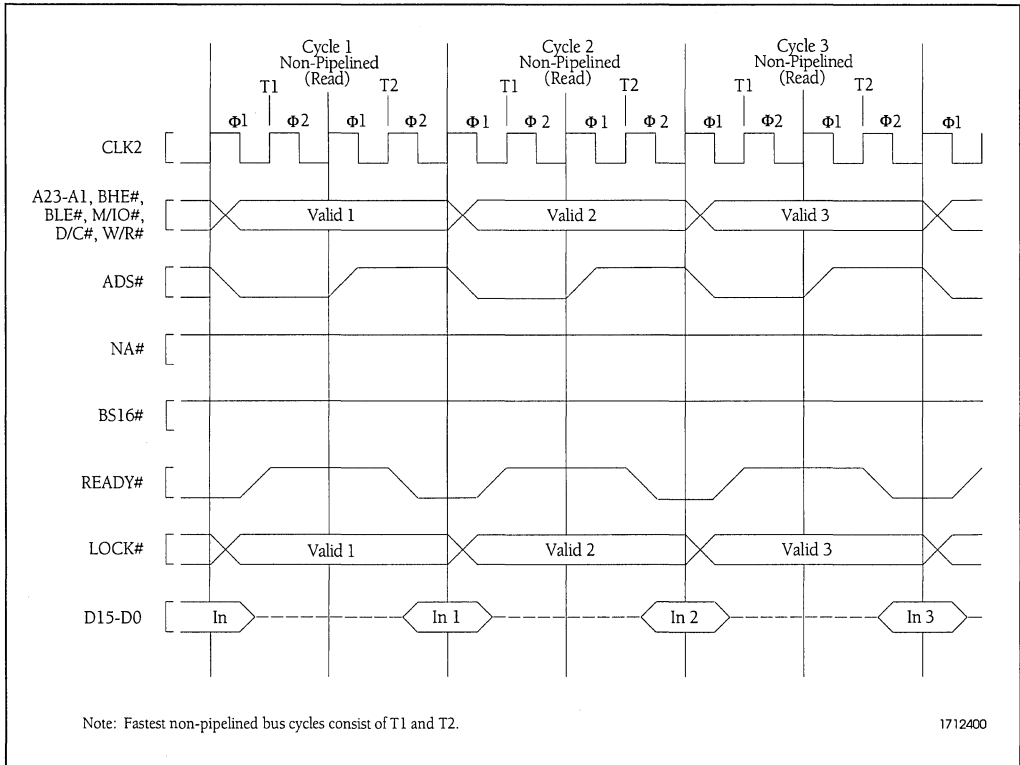 Cycle 1
Non-Pipelined
(Read)
Cycle 2
Non-Pipelined
(Read)
Cycle 3
Non-Pipelined
(Read)
T1 T2 T1 T2 T1 T2
Φ1 Φ2 Φ1 Φ2 Φ1 Φ2 Φ1 Φ2 Φ1 Φ2 Φ1 Φ2 Φ1
CLK2
A23-A1, BHE#,
BLE#, M/IO#,
D/C#, W/R#
Valid 1 Valid 2 Valid 3
ADS#
NA#
BS16#
READY#
LOCK# Valid 1 Valid 2 Valid 3
D15-D0 In In 1 In 2 In 3
Note: Fastest non-pipelined bus cycles consist of T1 and T2.
1712400